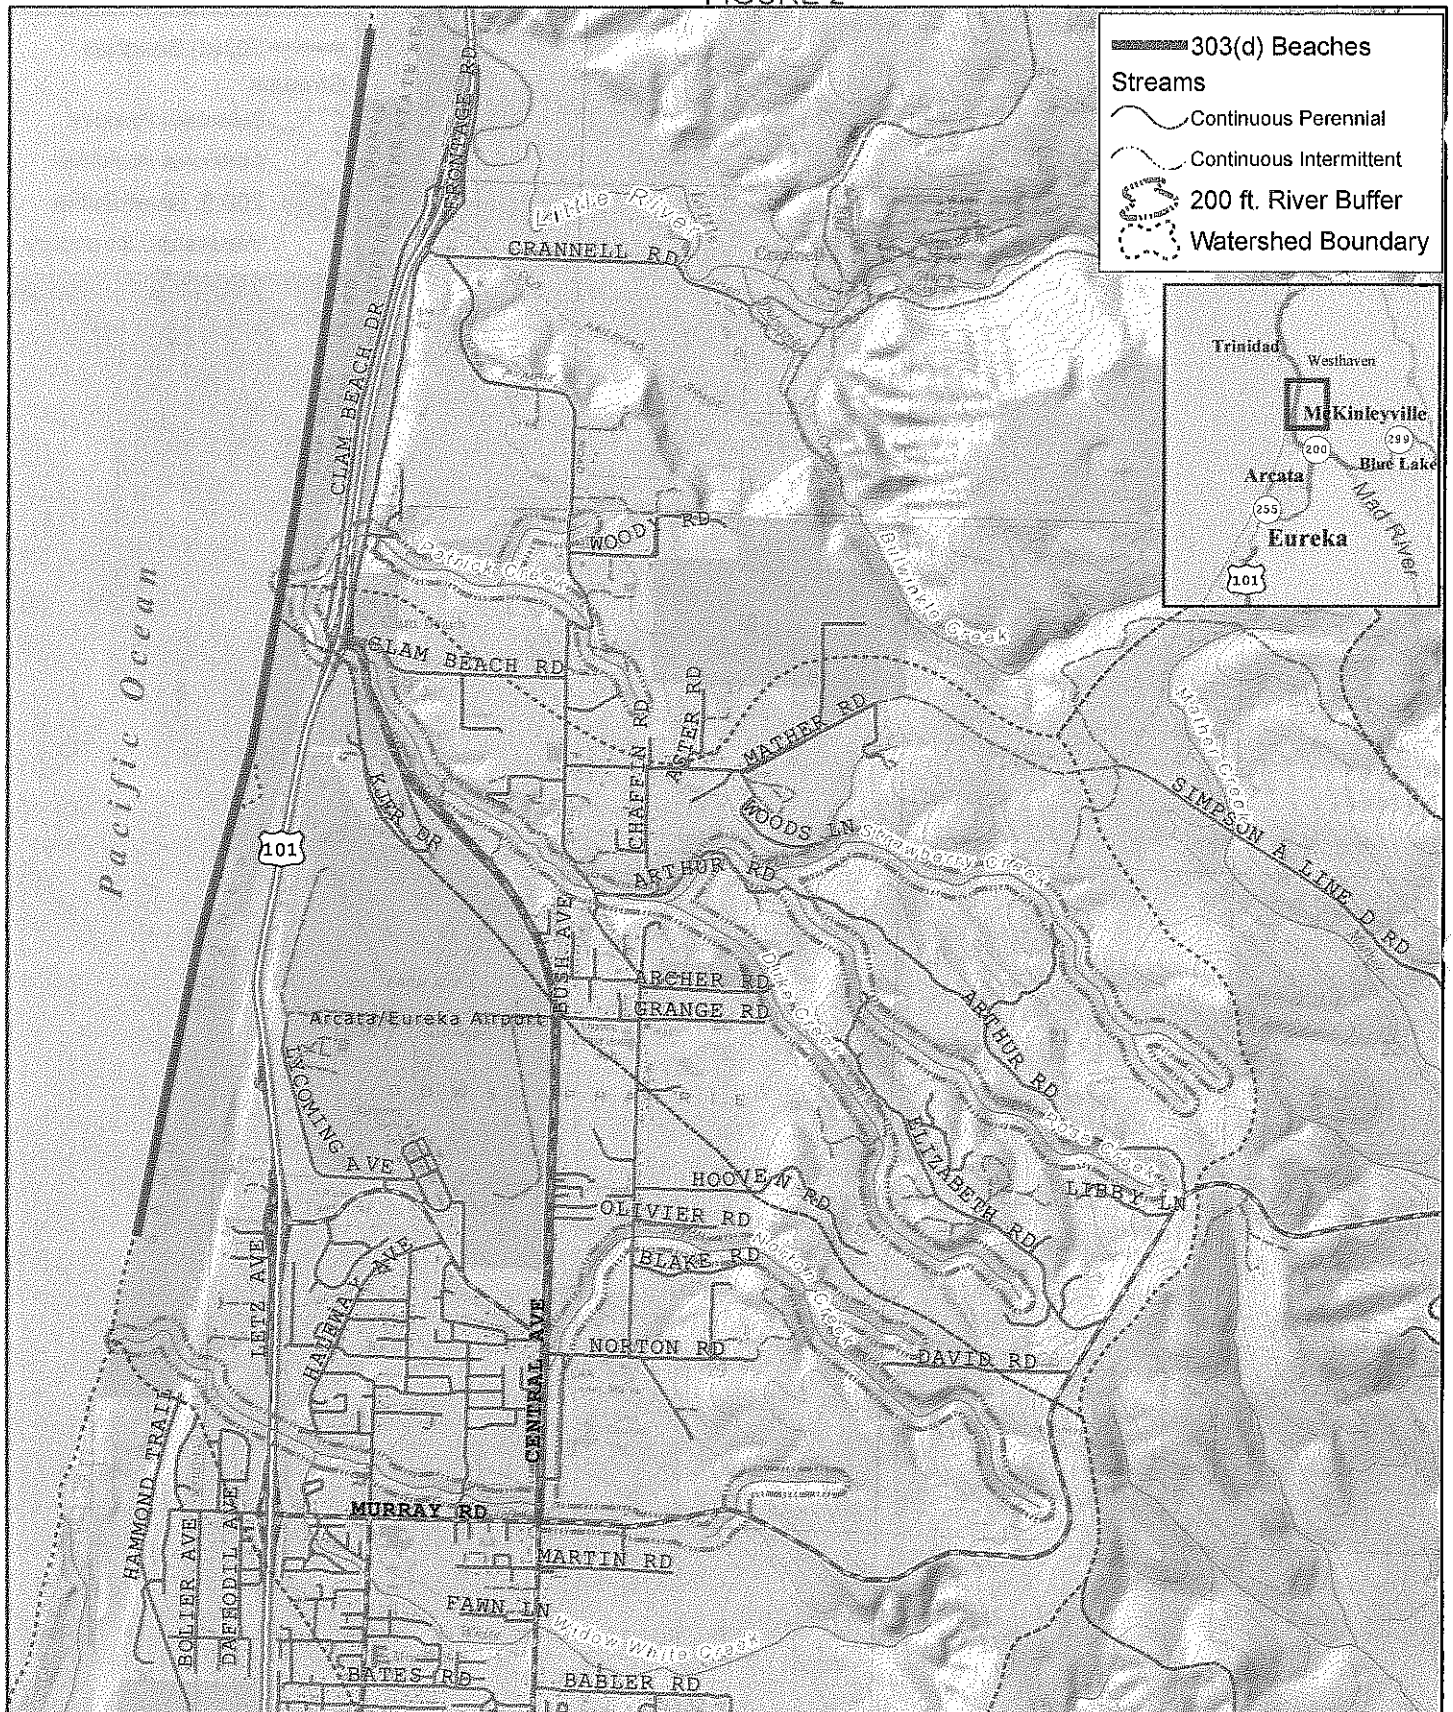 FIGURE 2
303(d) Beaches
Streams
Continuous Perennial
Continuous Intermittent
200 ft. River Buffer
Watershed Boundary
Trinidad
Westhaven
McKinleyville
299
200
Blue Lake
Arcata
Mad River
255
Eureka
101
FRONTAGE RD
Little River
CRANNELL RD
CLAM BEACH DR
WOODY RD
Patrick Creek
Bulwinkle Creek
Pacific Ocean
CLAM BEACH RD
Mather Creek
ASTER RD
MATHER RD
CHAFFIN RD
KJER DR
WOODS LN
Strawberry Creek
SIMPSON A LINE D RD
101
ARTHUR RD
BUSH AVE
ARCHER RD
Duke Creek
GRANGE RD
ARTHUR RD
Arcata/Eureka Airport
LYCOMING AVE
ELIZABETH RD
Rose Creek
HOOVEN RD
LIBBY LN
OLIVIER RD
BLAKE RD
Norton Creek
LETZ AVE
HALFWAY AVE
CENTRAL AVE
NORTON RD
DAVID RD
HAMMOND TRAIL
MURRAY RD
BOLIER AVE
DAFFODIL AVE
MARTIN RD
FAWN LN
Widow White Creek
BATES RD
BABLER RD